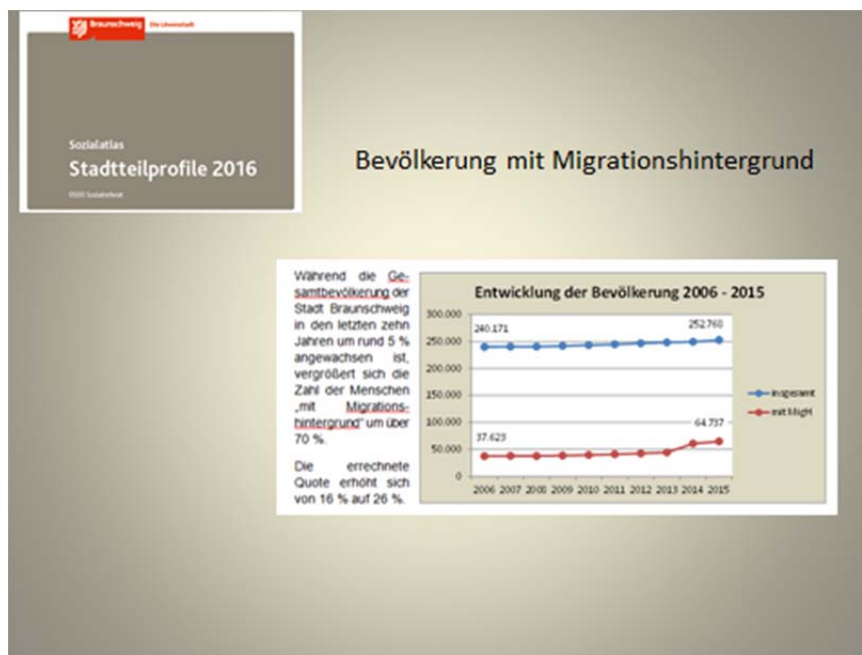 Braunschweig Die Löwenstadt
Sozialatlas
Stadtteilprofile 2016
Bevölkerung mit Migrationshintergrund
Während die Ge-
samtbevölkerung der
Stadt Braunschweig
in den letzten zehn
Jahren um rund 5 %
angewachsen ist,
vergrößert sich die
Zahl der Menschen
„mit Migrations-
hintergrund“ um über
70 %.
Die errechnete
Quote erhöht sich
von 16 % auf 26 %.
Entwicklung der Bevölkerung 2006 - 2015
300.000
250.000
200.000
150.000
100.000
50.000
0
240.171
252.768
37.623
64.737
2006 2007 2008 2009 2010 2011 2012 2013 2014 2015
insgesamt
mit MigH